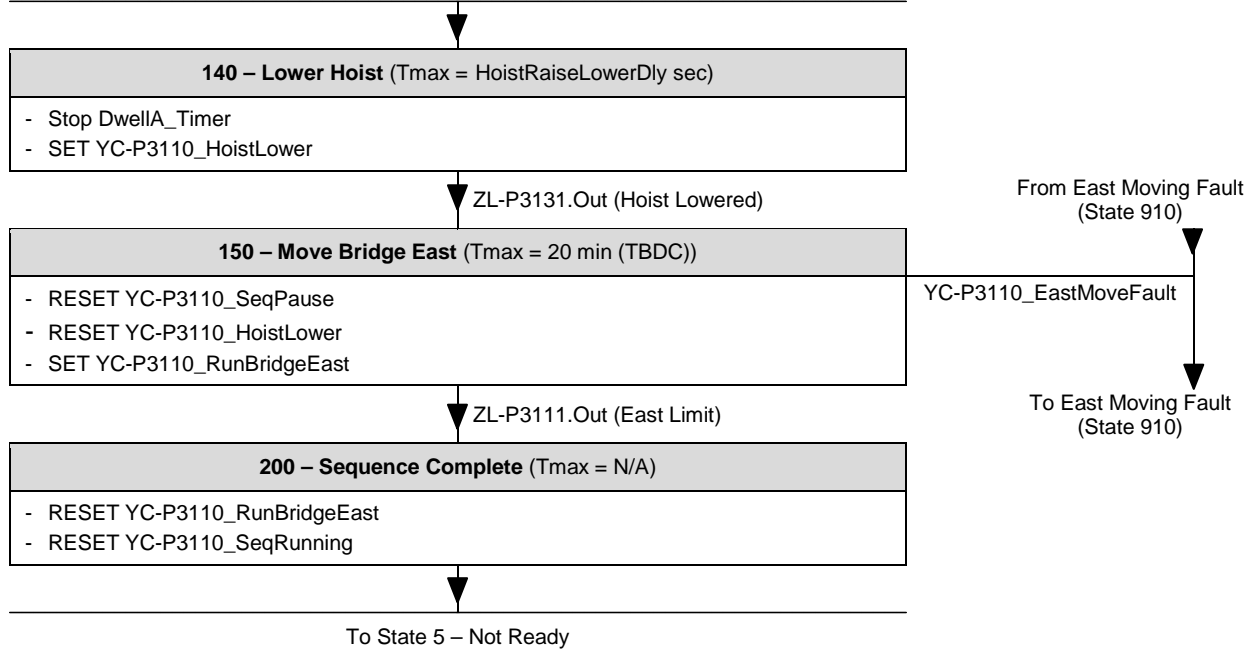 140 – Lower Hoist (Tmax = HoistRaiseLowerDly sec)
- Stop DwellA_Timer
- SET YC-P3110_HoistLower
ZL-P3131.Out (Hoist Lowered)
From East Moving Fault
(State 910)
150 – Move Bridge East (Tmax = 20 min (TBDC))
- RESET YC-P3110_SeqPause
- RESET YC-P3110_HoistLower
- SET YC-P3110_RunBridgeEast
YC-P3110_EastMoveFault
ZL-P3111.Out (East Limit)
To East Moving Fault
(State 910)
200 – Sequence Complete (Tmax = N/A)
- RESET YC-P3110_RunBridgeEast
- RESET YC-P3110_SeqRunning
To State 5 – Not Ready